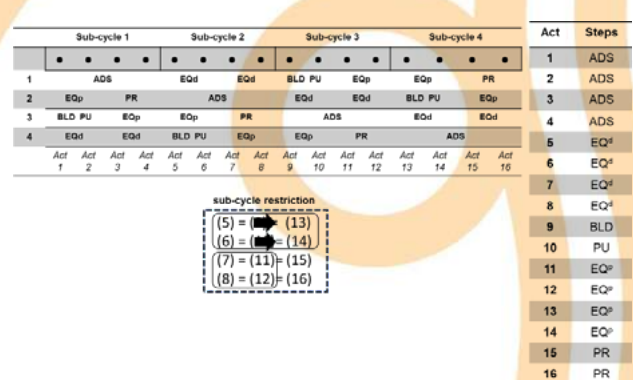 Sub-cycle 1 Sub-cycle 2 Sub-cycle 3 Sub-cycle 4
1 ADS EQd EQd BLD PU EQp EQp PR
2 EQp PR ADS EQd EQd BLD PU EQp
3 BLD PU EQp EQp PR ADS EQd EQd
4 EQd EQd BLD PU EQp EQp PR ADS
Act Act Act Act Act Act Act Act Act Act Act Act Act Act Act Act
1 2 3 4 5 6 7 8 9 10 11 12 13 14 15 16
sub-cycle restriction
(5) = ( = (13)
(6) = ( = (14)
(7) = (11) = (15)
(8) = (12) = (16)
Act Steps
1 ADS
2 ADS
3 ADS
4 ADS
5 EQᵈ
6 EQᵈ
7 EQᵈ
8 EQᵈ
9 BLD
10 PU
11 EQᵖ
12 EQᵖ
13 EQᵖ
14 EQᵖ
15 PR
16 PR